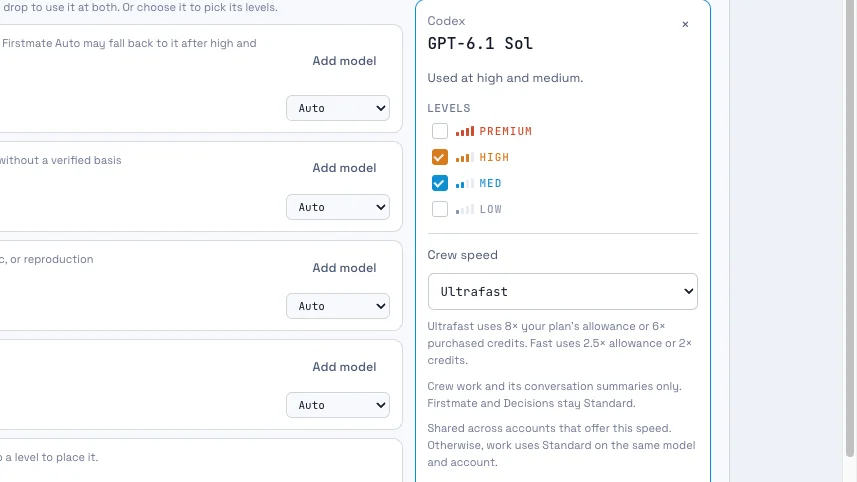 drop to use it at both. Or choose it to pick its levels.
Firstmate Auto may fall back to it after high and
Add model
Auto
without a verified basis
Add model
Auto
c, or reproduction
Add model
Auto
Add model
Auto
o a level to place it.
Codex
×
GPT-6.1 Sol
Used at high and medium.
LEVELS
PREMIUM
HIGH
MED
LOW
Crew speed
Ultrafast
Ultrafast uses 8× your plan's allowance or 6×
purchased credits. Fast uses 2.5× allowance or 2×
credits.
Crew work and its conversation summaries only.
Firstmate and Decisions stay Standard.
Shared across accounts that offer this speed.
Otherwise, work uses Standard on the same model
and account.